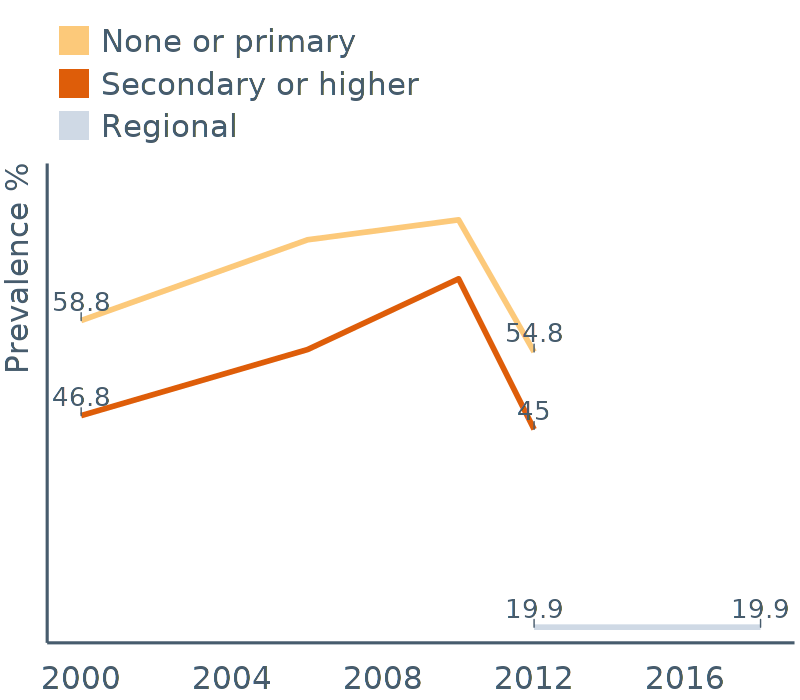 None or primary
Secondary or higher
Regional
Prevalence %
58.8
46.8
54.8
45
19.9 19.9
2000 2004 2008 2012 2016